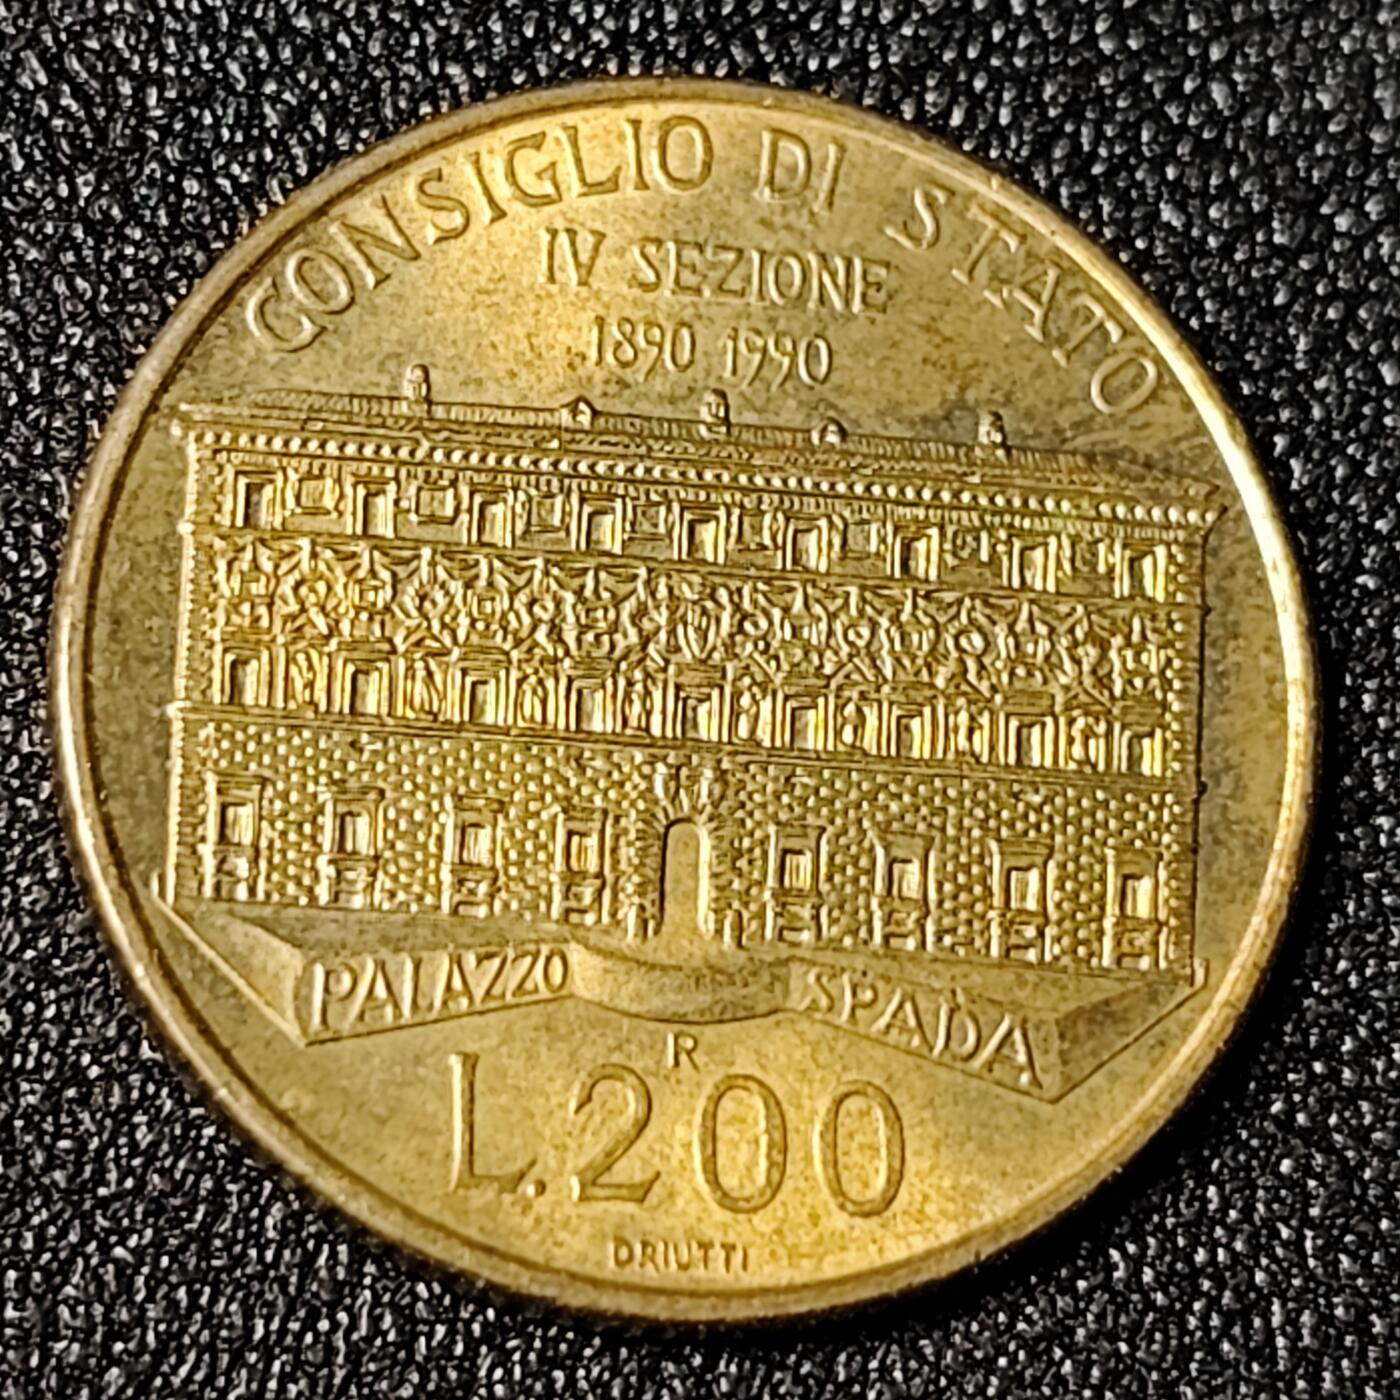 CONSIGLIO DI STATO
IV SEZIONE
1890 1990
PALAZZO SPADA
R
L.200
DRIUTTI